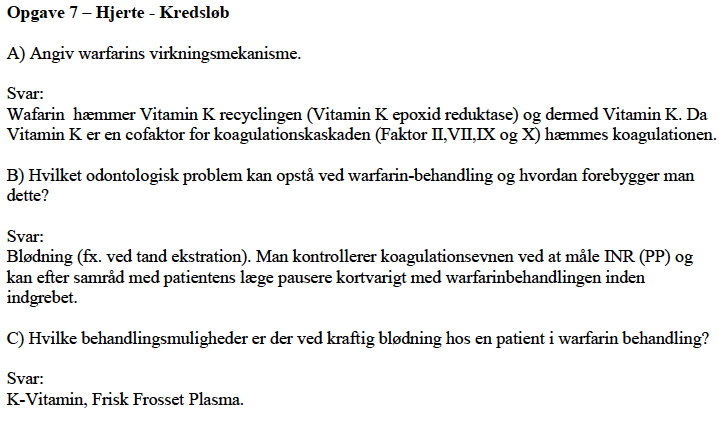 Opgave 7 – Hjerte - Kredsløb
A) Angiv warfarins virkningsmekanisme.
Svar:
Wafarin  hæmmer Vitamin K recyclingen (Vitamin K epoxid reduktase) og dermed Vitamin K. Da
Vitamin K er en cofaktor for koagulationskaskaden (Faktor II,VII,IX og X) hæmmes koagulationen.
B) Hvilket odontologisk problem kan opstå ved warfarin-behandling og hvordan forebygger man
dette?
Svar:
Blødning (fx. ved tand ekstration). Man kontrollerer koagulationsevnen ved at måle INR (PP) og
kan efter samråd med patientens læge pausere kortvarigt med warfarinbehandlingen inden
indgrebet.
C) Hvilke behandlingsmuligheder er der ved kraftig blødning hos en patient i warfarin behandling?
Svar:
K-Vitamin, Frisk Frosset Plasma.